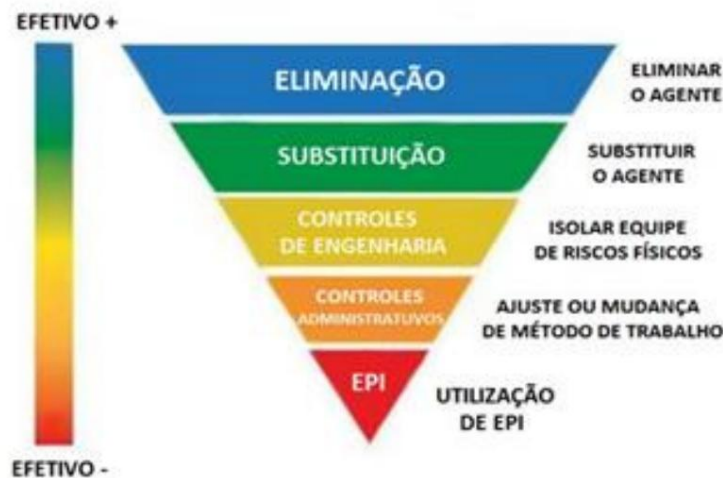 EFETIVO +
ELIMINAÇÃO
ELIMINAR
O AGENTE
SUBSTITUIÇÃO
SUBSTITUIR
O AGENTE
CONTROLES
DE ENGENHARIA
ISOLAR EQUIPE
DE RISCOS FÍSICOS
CONTROLES
ADMINISTRATUVOS
AJUSTE OU MUDANÇA
DE MÉTODO DE TRABALHO
EPI
UTILIZAÇÃO
DE EPI
EFETIVO -